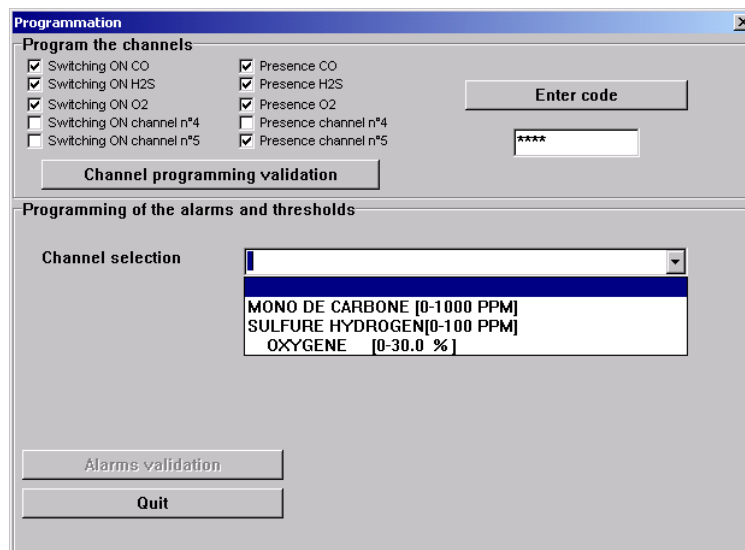 Programmation
Program the channels
Switching ON CO
Presence CO
Switching ON H2S
Presence H2S
Enter code
Switching ON O2
Presence O2
Switching ON channel n°4
Presence channel n°4
****
Switching ON channel n°5
Presence channel n°5
Channel programming validation
Programming of the alarms and thresholds
Channel selection
MONO DE CARBONE [0-1000 PPM]
SULFURE HYDROGEN[0-100 PPM]
OXYGENE [0-30.0 %]
Alarms validation
Quit